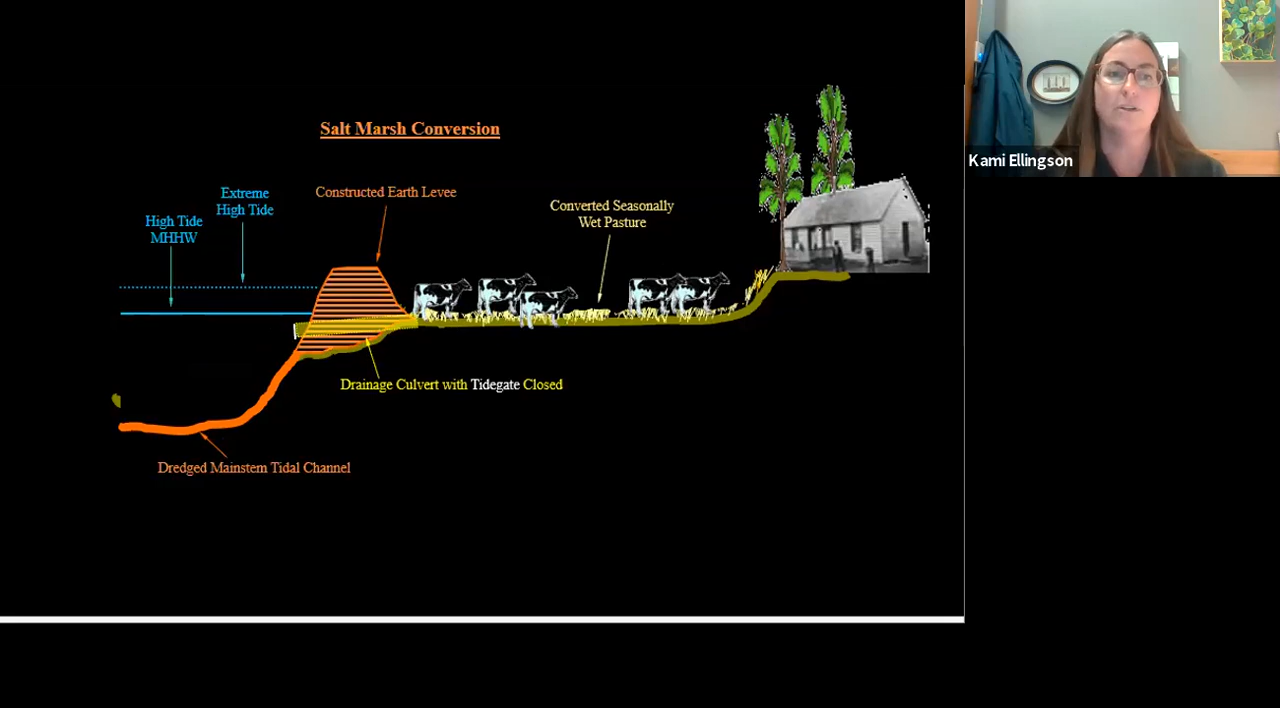 Salt Marsh Conversion
Extreme
High Tide
High Tide
MHHW
Constructed Earth Levee
Converted Seasonally
Wet Pasture
Drainage Culvert with Tidegate Closed
Dredged Mainstem Tidal Channel
Kami Ellingson